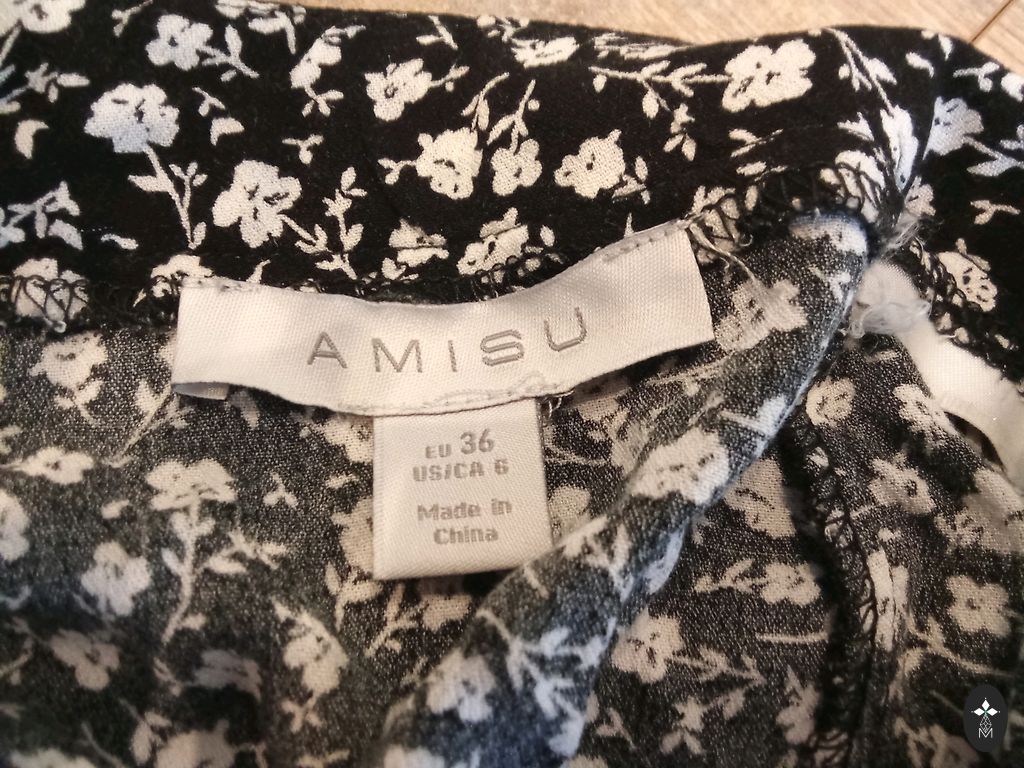 AMISU
EU 36
US/CA 6
Made in
China
M